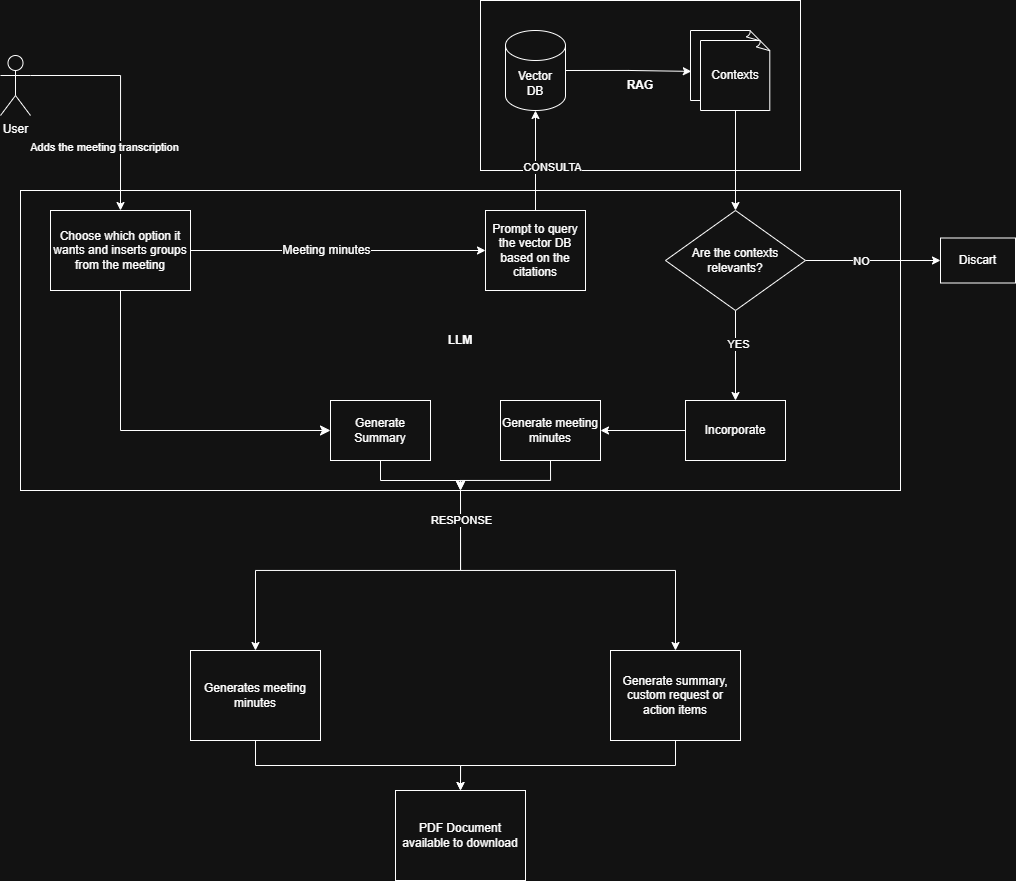 Vector
DB
RAG
Contexts
User
Adds the meeting transcription
CONSULTA
Choose which option it
wants and inserts groups
from the meeting
Meeting minutes
Prompt to query
the vector DB
based on the
citations
Are the contexts
relevants?
NO
Discart
LLM
YES
Generate
Summary
Generate meeting
minutes
Incorporate
RESPONSE
Generates meeting
minutes
Generate summary,
custom request or
action items
PDF Document
available to download